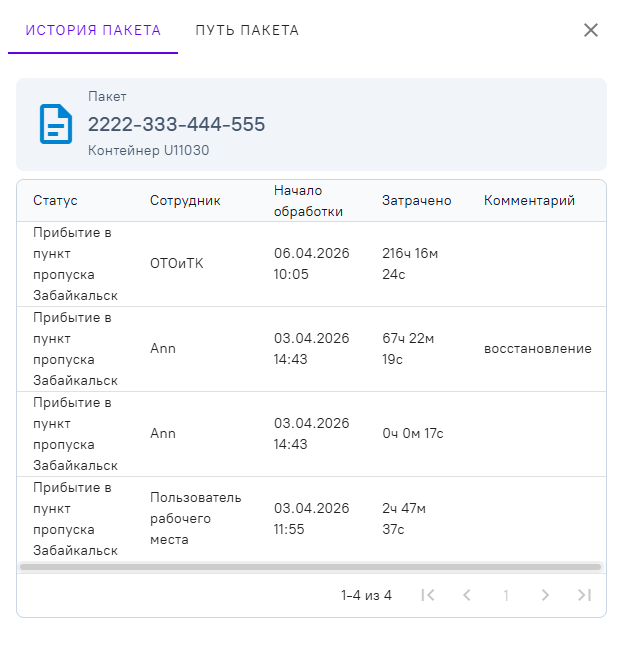 ИСТОРИЯ ПАКЕТА ПУТЬ ПАКЕТА
Пакет
2222-333-444-555
Контейнер U11030
Статус Сотрудник Начало обработки Затрачено Комментарий
Прибытие в пункт пропуска Забайкальск ОТОиТК 06.04.2026 10:05 216ч 16м 24с
Прибытие в пункт пропуска Забайкальск Ann 03.04.2026 14:43 67ч 22м 19с восстановление
Прибытие в пункт пропуска Забайкальск Ann 03.04.2026 14:43 0ч 0м 17с
Прибытие в пункт пропуска Забайкальск Пользователь рабочего места 03.04.2026 11:55 2ч 47м 37с
1-4 из 4 1